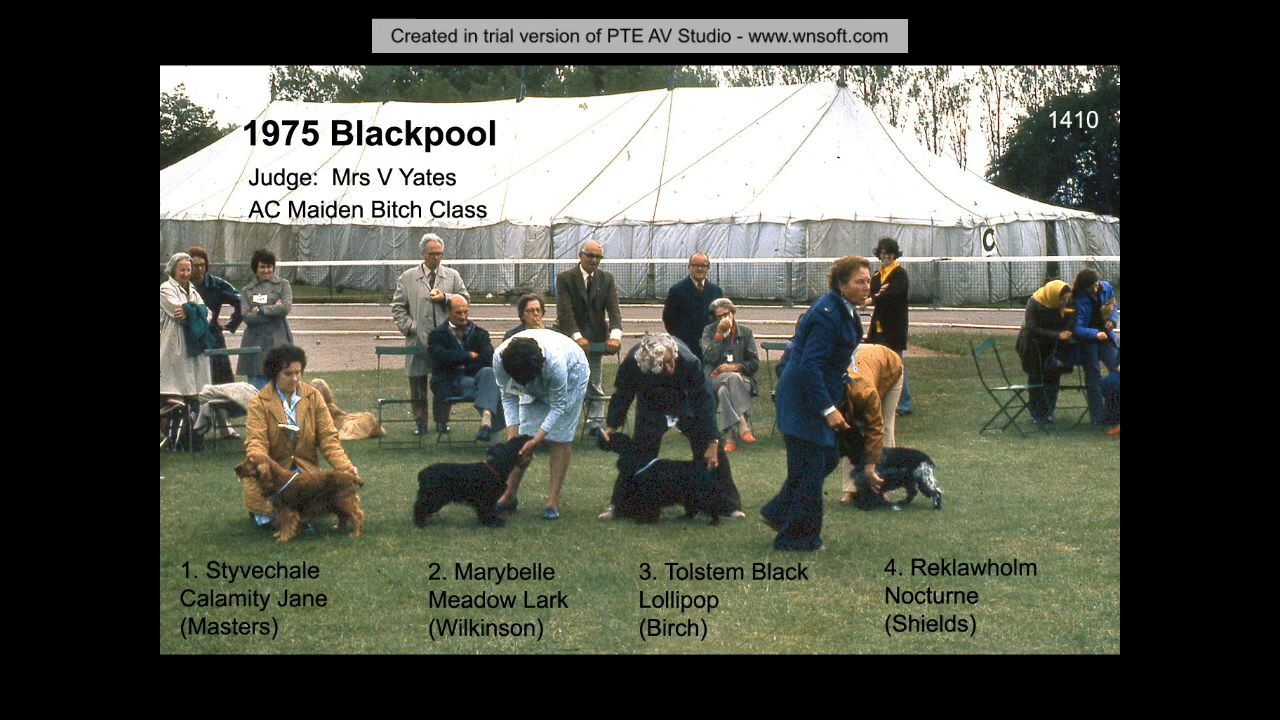 Created in trial version of PTE AV Studio - www.wnsoft.com
1975 Blackpool
1410
Judge: Mrs V Yates
AC Maiden Bitch Class
C
1. Styvechale
Calamity Jane
(Masters)
2. Marybelle
Meadow Lark
(Wilkinson)
3. Tolstem Black
Lollipop
(Birch)
4. Reklawholm
Nocturne
(Shields)